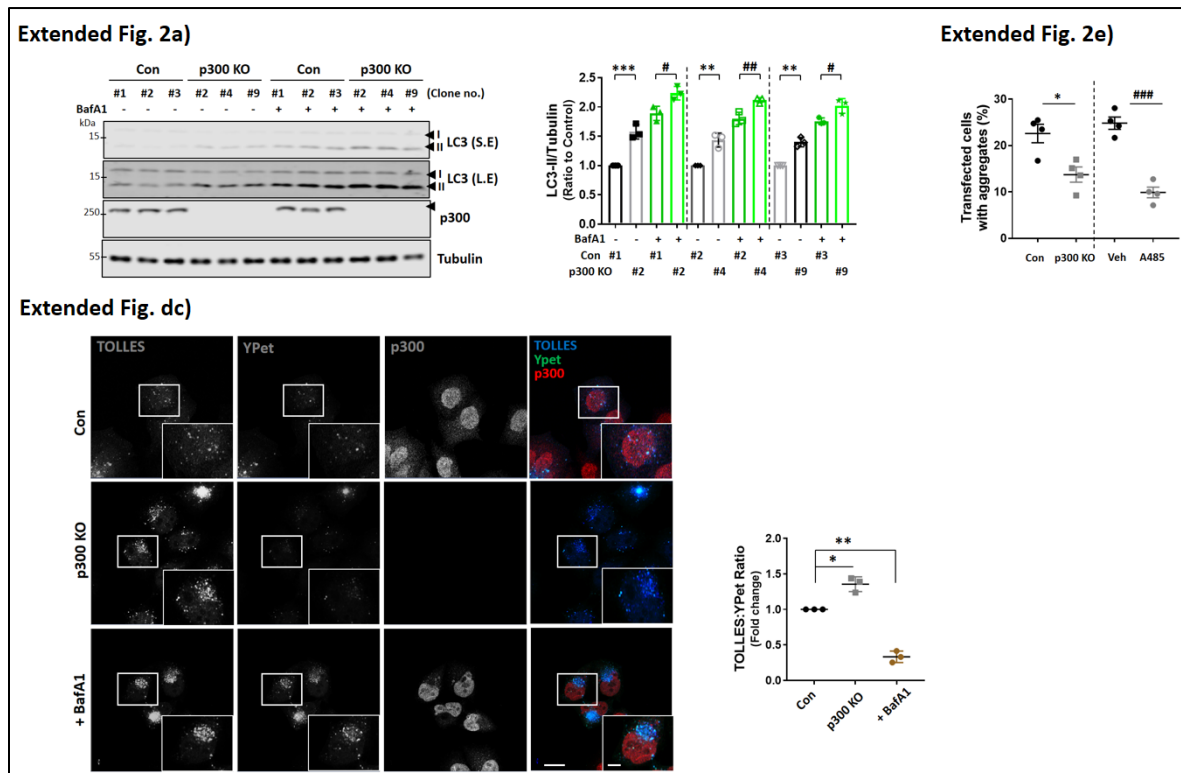 Extended Fig. 2a)
Con p300 KO Con p300 KO
#1 #2 #3 #2 #4 #9 #1 #2 #3 #2 #4 #9 (Clone no.)
BafA1 - - - - - - + + + + + +
kDa
15 I
II LC3 (S.E)
15 I
II LC3 (L.E)
250 p300
55 Tubulin
LC3-II/Tubulin
(Ratio to Control)
2.5
2.0
1.5
1.0
0.5
0.0
*** # ** ## ** #
BafA1 - - + + - - + + - - + +
Con #1 #1 #2 #2 #3 #3
p300 KO #2 #2 #4 #4 #9 #9
Extended Fig. 2e)
Transfected cells
with aggregates (%)
30
20
10
0
* ###
Con p300 KO Veh A485
Extended Fig. dc)
TOLLES YPet p300 TOLLES
Ypet
p300
Con
p300 KO
+ BafA1
TOLLES:YPet Ratio
(Fold change)
2.0
1.5
1.0
0.5
0.0
**
*
Con p300 KO + BafA1